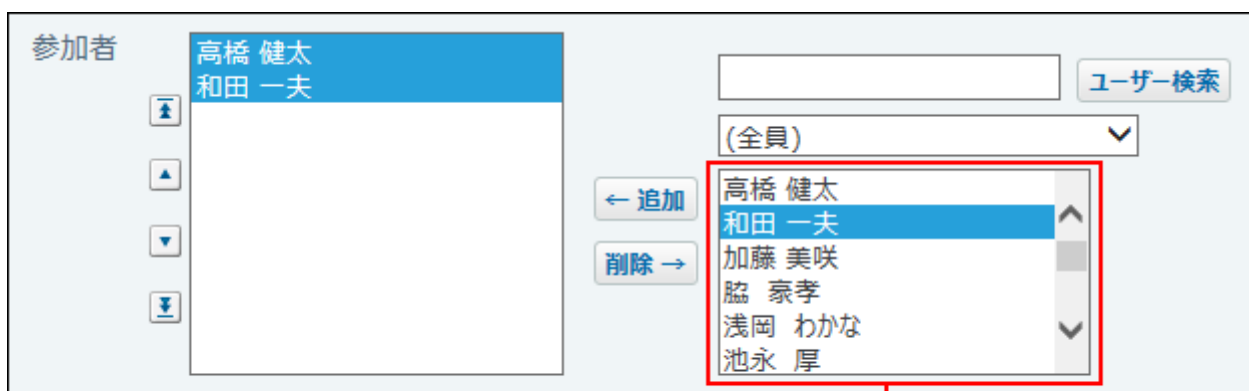 参加者
高橋 健太
和田 一夫
ユーザー検索
(全員)
← 追加
削除 →
高橋 健太
和田 一夫
加藤 美咲
脇 豪孝
浅岡 わかな
池永 厚